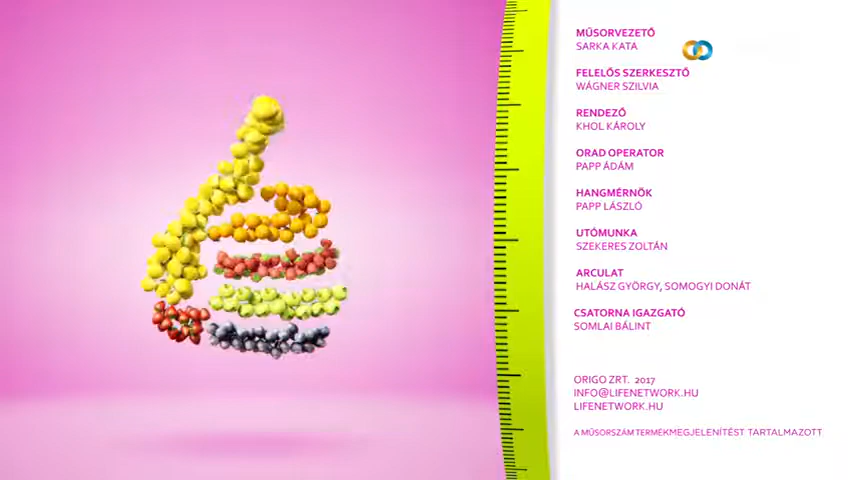 MŰSORVEZETŐ
SARKA KATA
FELELŐS SZERKESZTŐ
WÁGNER SZILVIA
RENDEZŐ
KHOL KÁROLY
ORAD OPERATOR
PAPP ÁDÁM
HANGMÉRNÖK
PAPP LÁSZLÓ
UTÓMUNKA
SZEKERES ZOLTÁN
ARCULAT
HALÁSZ GYÖRGY, SOMOGYI DONÁT
CSATORNA IGAZGATÓ
SOMLAI BÁLINT
ORIGO ZRT. 2017
INFO@LIFENETWORK.HU
LIFENETWORK.HU
A MŰSORSZÁM TERMÉKMEGJELENÍTÉST TARTALMAZOTT